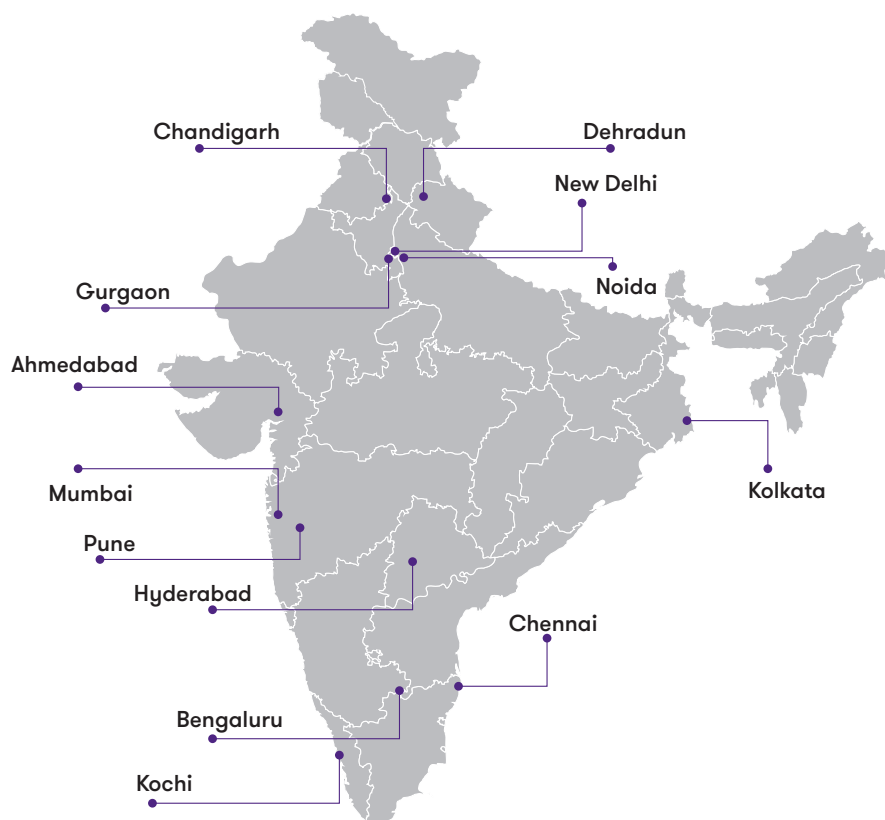 Chandigarh
Dehradun
New Delhi
Noida
Gurgaon
Ahmedabad
Mumbai
Kolkata
Pune
Hyderabad
Chennai
Bengaluru
Kochi